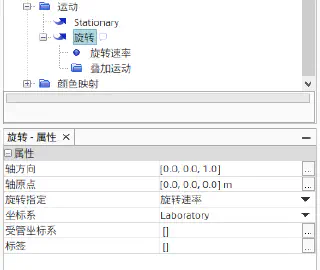 运动
Stationary
旋转
旋转速率
叠加运动
颜色映射
旋转 - 属性 ×
属性
轴方向 [0.0, 0.0, 1.0] ...
轴原点 [0.0, 0.0, 0.0] m ...
旋转指定 旋转速率
坐标系 Laboratory
受管坐标系 [] ...
标签 [] ...